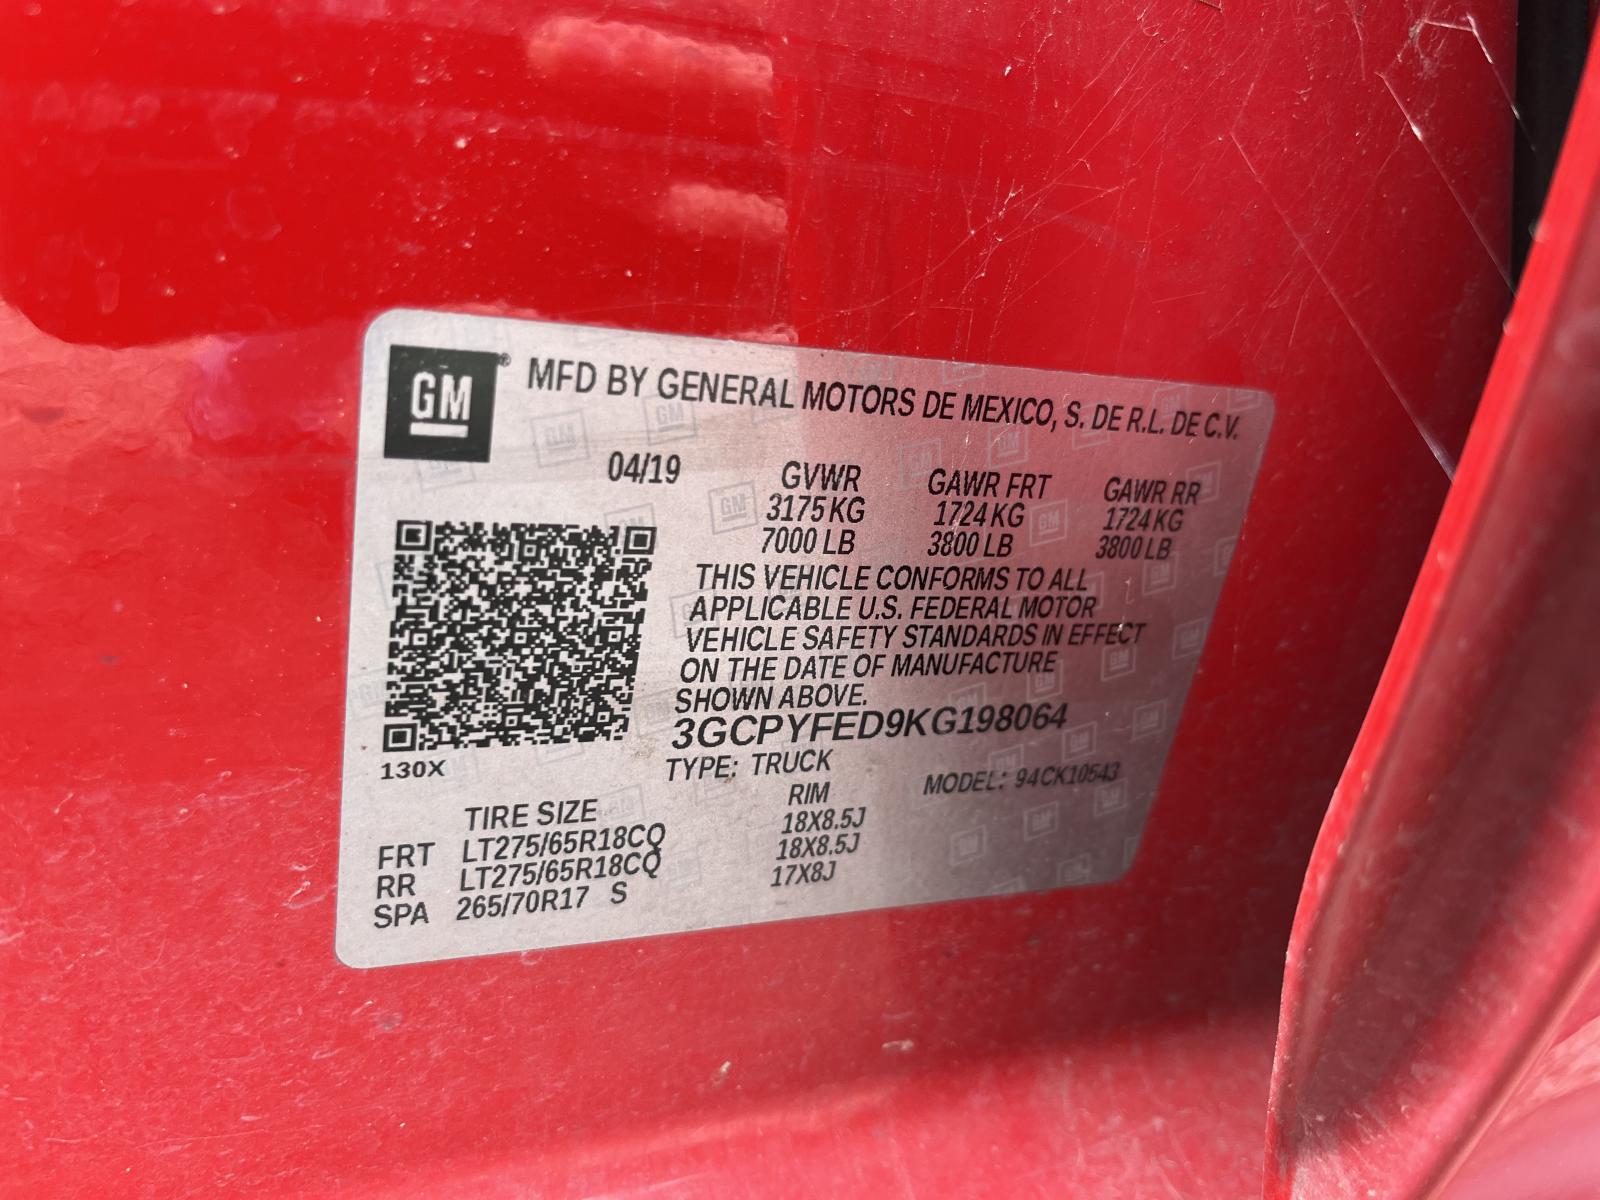 GM® MFD BY GENERAL MOTORS DE MEXICO, S. DE R.L. DE C.V.
04/19 GVWR GAWR FRT GAWR RR
3175 KG 1724 KG 1724 KG
7000 LB 3800 LB 3800 LB
THIS VEHICLE CONFORMS TO ALL
APPLICABLE U.S. FEDERAL MOTOR
VEHICLE SAFETY STANDARDS IN EFFECT
ON THE DATE OF MANUFACTURE
SHOWN ABOVE.
3GCPYFED9KG198064
130X TYPE: TRUCK MODEL: 94CK10543
TIRE SIZE RIM
FRT LT275/65R18CQ 18X8.5J
RR LT275/65R18CQ 18X8.5J
SPA 265/70R17 S 17X8J